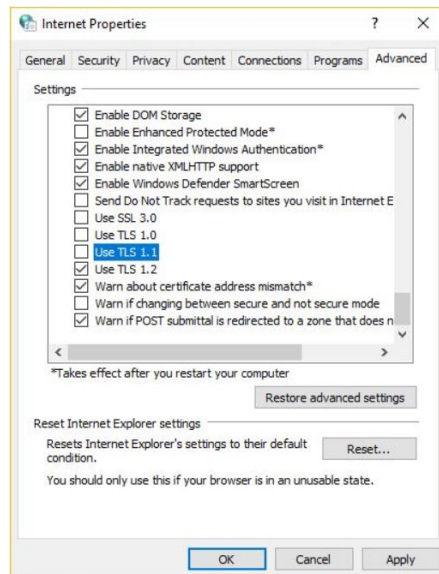 Internet Properties
?
General Security Privacy Content Connections Programs Advanced
Settings
Enable DOM Storage
Enable Enhanced Protected Mode*
Enable Integrated Windows Authentication*
Enable native XMLHTTP support
Enable Windows Defender SmartScreen
Send Do Not Track requests to sites you visit in Internet E
Use SSL 3.0
Use TLS 1.0
Use TLS 1.1
Use TLS 1.2
Warn about certificate address mismatch*
Warn if changing between secure and not secure mode
Warn if POST submittal is redirected to a zone that does n
*Takes effect after you restart your computer
Restore advanced settings
Reset Internet Explorer settings
Resets Internet Explorer's settings to their default
condition.
Reset...
You should only use this if your browser is in an unusable state.
OK Cancel Apply